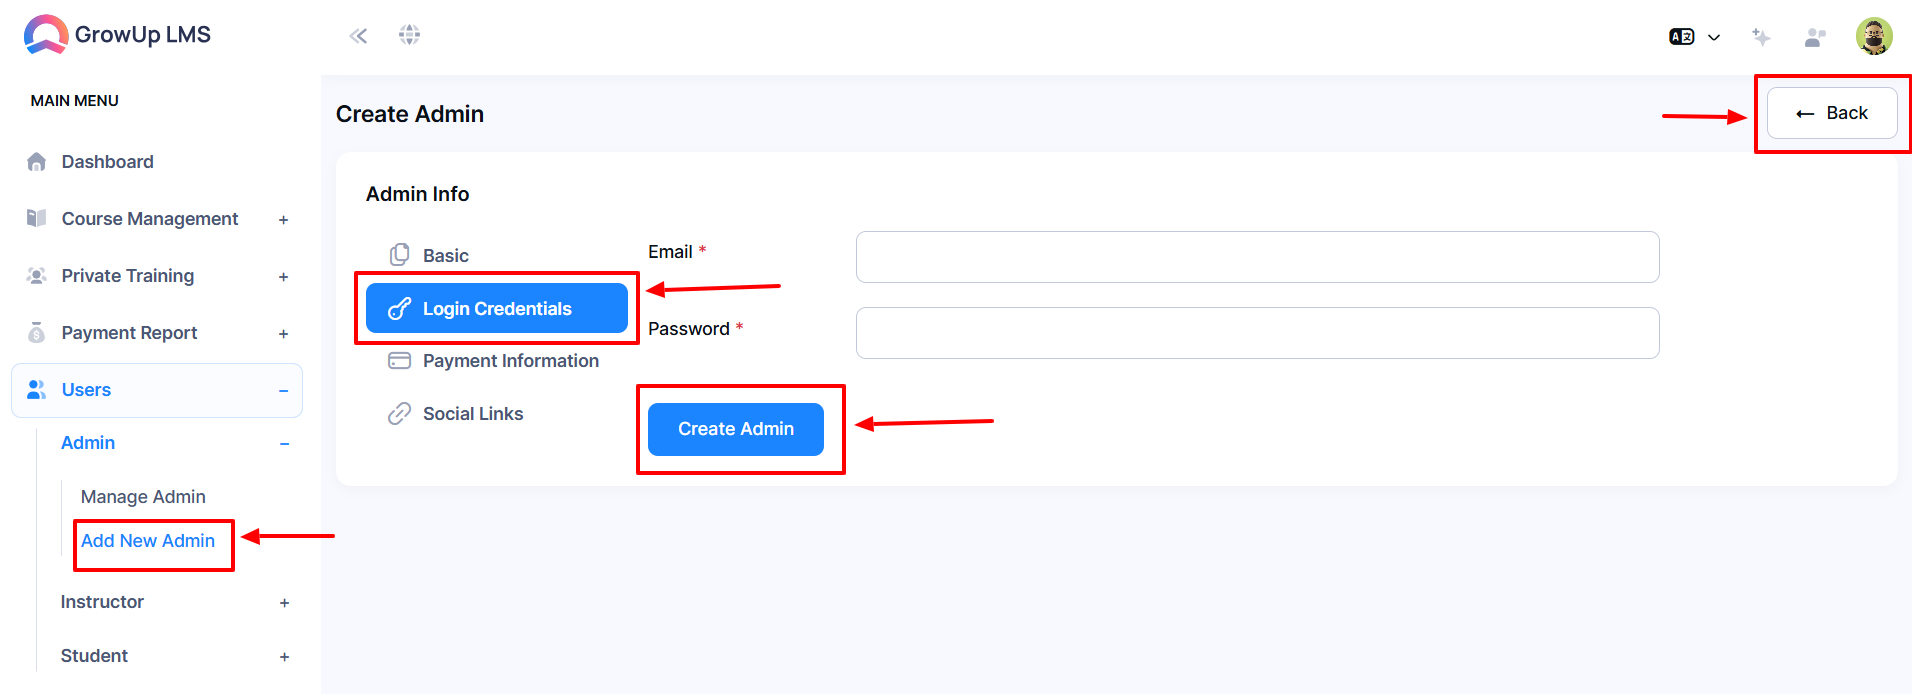 GrowUp LMS
MAIN MENU
Dashboard
Course Management +
Private Training +
Payment Report +
Users -
Admin -
Manage Admin
Add New Admin
Instructor +
Student +
Create Admin
← Back
Admin Info
Basic
Login Credentials
Payment Information
Social Links
Email *
Password *
Create Admin